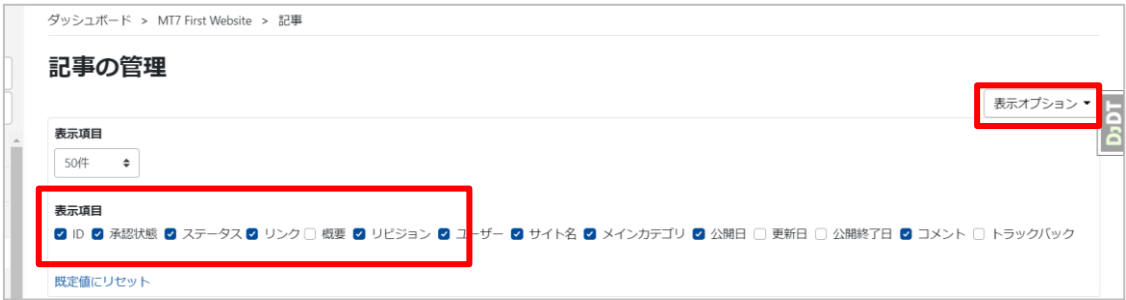 ダッシュボード > MT7 First Website > 記事
記事の管理
表示オプション
DJDT
表示項目
50件
表示項目
ID 承認状態 ステータス リンク 概要 リビジョン ユーザー サイト名 メインカテゴリ 公開日 更新日 公開終了日 コメント トラックバック
既定値にリセット